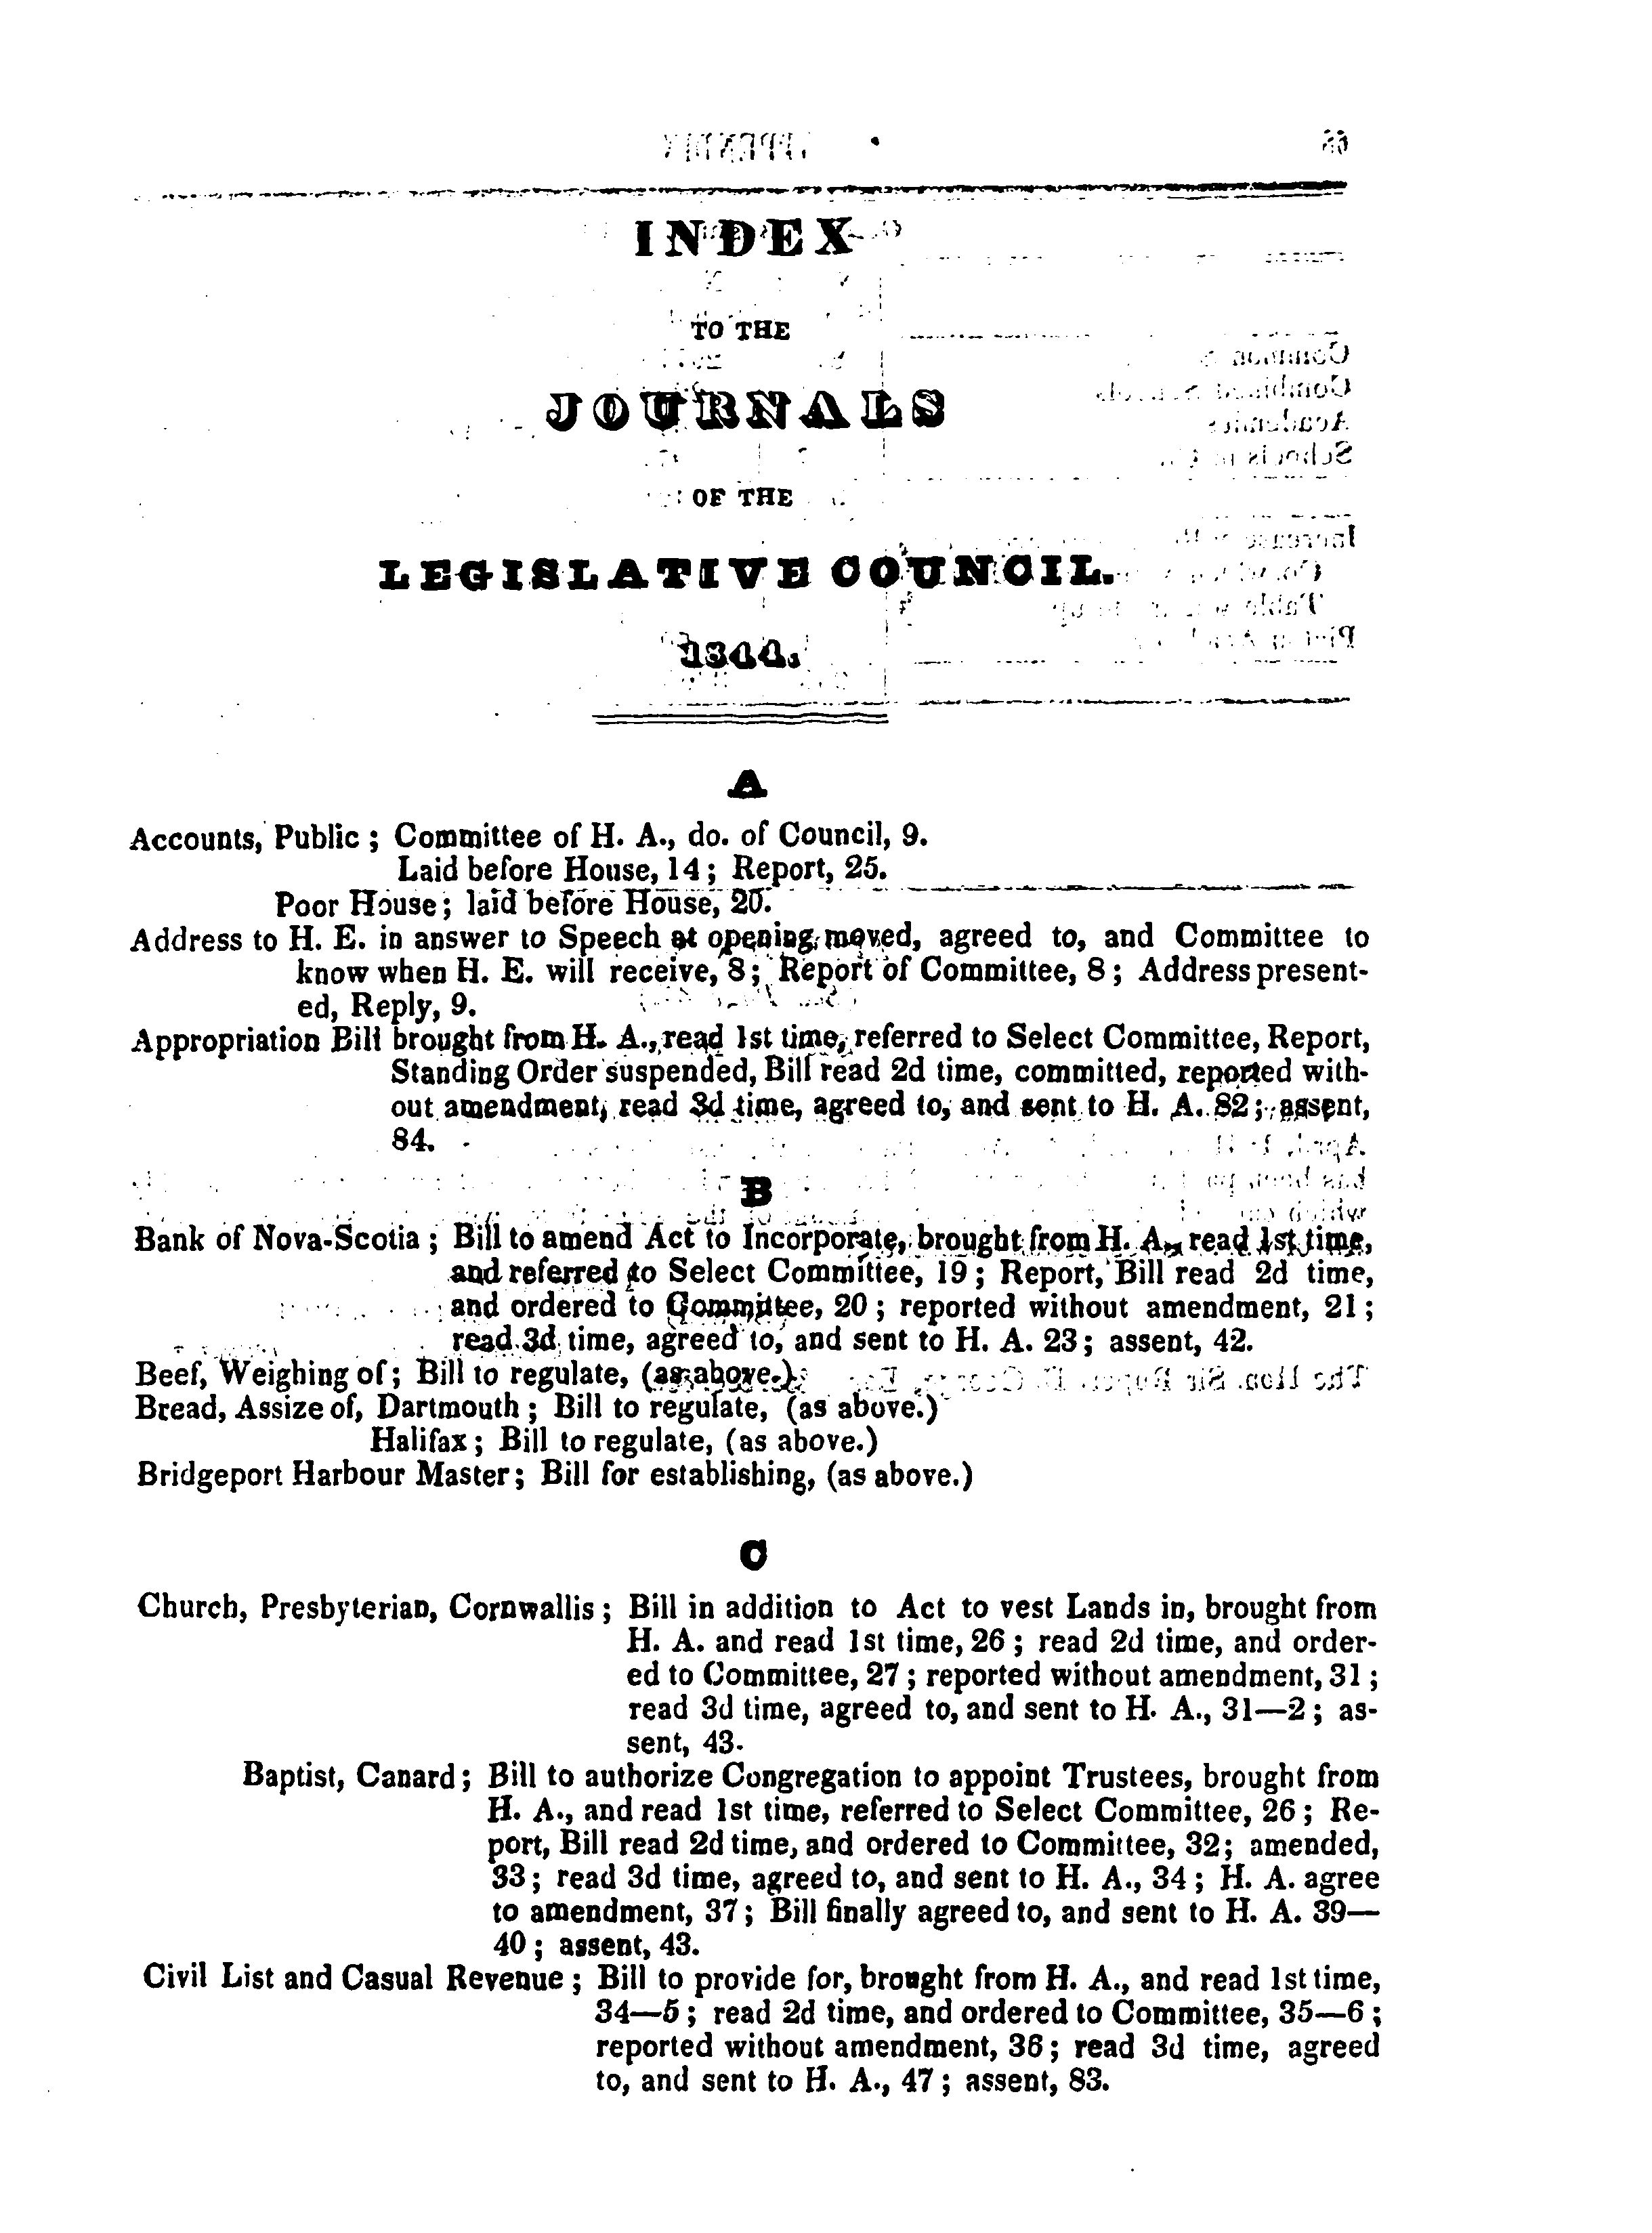 INDEX
TO THE
JOURNALS
OF THE
LEGISLATIVE COUNCIL.
1844.
A
Accounts, Public ; Committee of H. A., do. of Council, 9.
Laid before House, 14 ; Report, 25.
Poor House ; laid before House, 20.
Address to H. E. in answer to Speech at opening, moved, agreed to, and Committee to
know when H. E. will receive, 8 ; Report of Committee, 8 ; Address present-
ed, Reply, 9.
Appropriation Bill brought from H. A., read 1st time, referred to Select Committee, Report,
Standing Order suspended, Bill read 2d time, committed, reported with-
out amendment, read 3d time, agreed to, and sent to H. A. 82 ; assent,
84.
B
Bank of Nova-Scotia ; Bill to amend Act to Incorporate, brought from H. A., read 1st time,
and referred to Select Committee, 19 ; Report, Bill read 2d time,
and ordered to Committee, 20 ; reported without amendment, 21 ;
read 3d time, agreed to, and sent to H. A. 23 ; assent, 42.
Beef, Weighing of ; Bill to regulate, (as above.)
Bread, Assize of, Dartmouth ; Bill to regulate, (as above.)
Halifax ; Bill to regulate, (as above.)
Bridgeport Harbour Master ; Bill for establishing, (as above.)
C
Church, Presbyterian, Cornwallis ; Bill in addition to Act to vest Lands in, brought from
H. A. and read 1st time, 26 ; read 2d time, and order-
ed to Committee, 27 ; reported without amendment, 31 ;
read 3d time, agreed to, and sent to H. A., 31—2 ; as-
sent, 43.
Baptist, Canard ; Bill to authorize Congregation to appoint Trustees, brought from
H. A., and read 1st time, referred to Select Committee, 26 ; Re-
port, Bill read 2d time, and ordered to Committee, 32 ; amended,
33 ; read 3d time, agreed to, and sent to H. A., 34 ; H. A. agree
to amendment, 37 ; Bill finally agreed to, and sent to H. A. 39—
40 ; assent, 43.
Civil List and Casual Revenue ; Bill to provide for, brought from H. A., and read 1st time,
34—5 ; read 2d time, and ordered to Committee, 35—6 ;
reported without amendment, 36 ; read 3d time, agreed
to, and sent to H. A., 47 ; assent, 83.